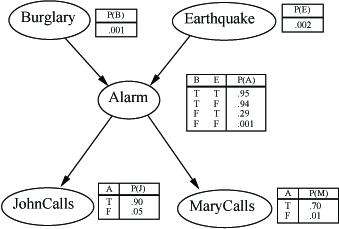 Burglary
P(B)
.001
Earthquake
P(E)
.002
Alarm
B E P(A)
T T .95
T F .94
F T .29
F F .001
JohnCalls
A P(J)
T .90
F .05
MaryCalls
A P(M)
T .70
F .01